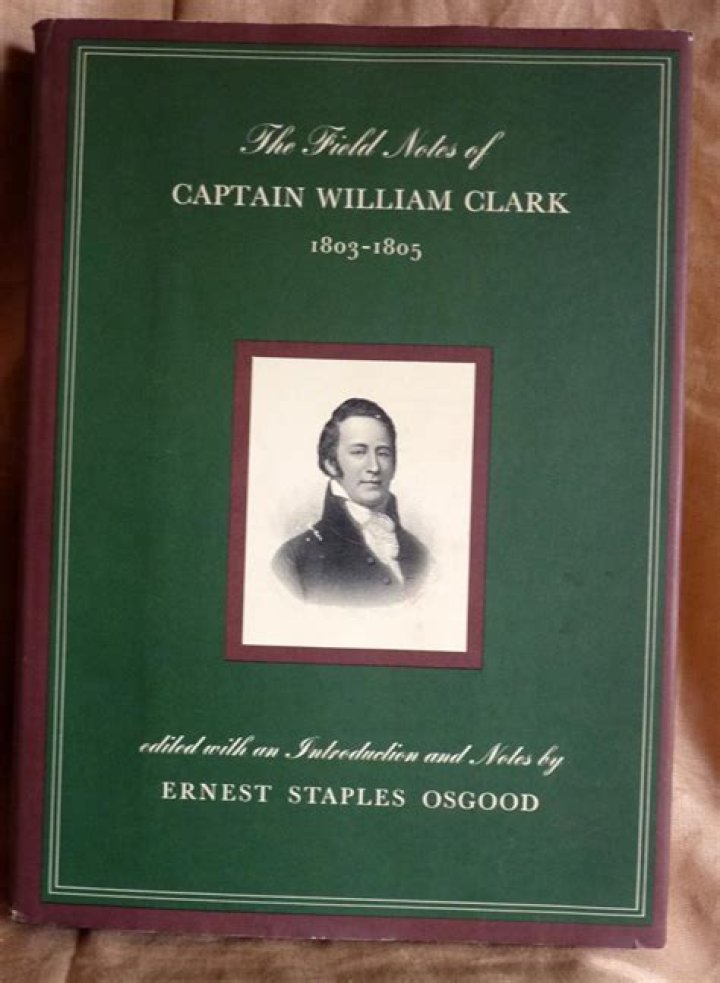 The Field Notes of
CAPTAIN WILLIAM CLARK
1803-1805
edited with an Introduction and Notes by
ERNEST STAPLES OSGOOD